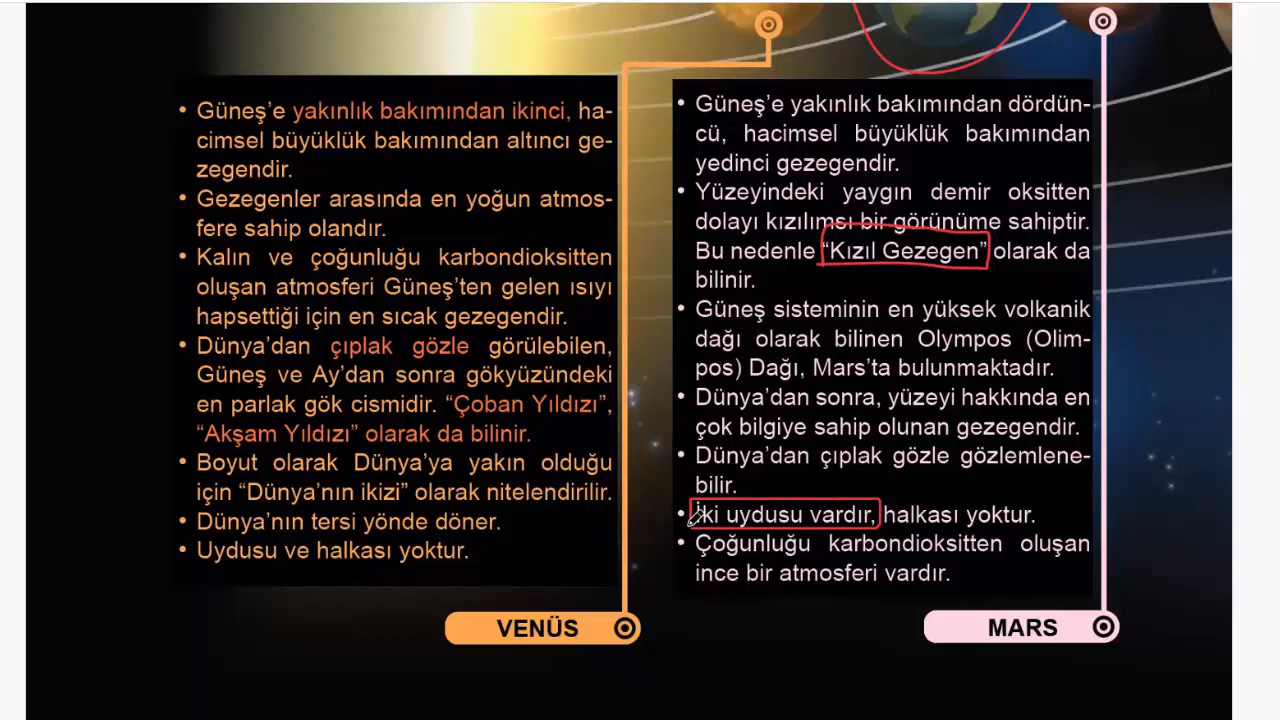 • Güneş’e yakınlık bakımından ikinci, ha-
cimsel büyüklük bakımından altıncı ge-
zegendir.
• Gezegenler arasında en yoğun atmos-
fere sahip olandır.
• Kalın ve çoğunluğu karbondioksitten
oluşan atmosferi Güneş’ten gelen ısıyı
hapsettiği için en sıcak gezegendir.
• Dünya’dan çıplak gözle görülebilen,
Güneş ve Ay’dan sonra gökyüzündeki
en parlak gök cismidir. “Çoban Yıldızı”,
“Akşam Yıldızı” olarak da bilinir.
• Boyut olarak Dünya’ya yakın olduğu
için “Dünya’nın ikizi” olarak nitelendirilir.
• Dünya’nın tersi yönde döner.
• Uydusu ve halkası yoktur.
VENÜS
• Güneş’e yakınlık bakımından dördün-
cü, hacimsel büyüklük bakımından
yedinci gezegendir.
• Yüzeyindeki yaygın demir oksitten
dolayı kızılımsı bir görünüme sahiptir.
Bu nedenle “Kızıl Gezegen” olarak da
bilinir.
• Güneş sisteminin en yüksek volkanik
dağı olarak bilinen Olympos (Olim-
pos) Dağı, Mars’ta bulunmaktadır.
• Dünya’dan sonra, yüzeyi hakkında en
çok bilgiye sahip olunan gezegendir.
• Dünya’dan çıplak gözle gözlemlene-
bilir.
• İki uydusu vardır, halkası yoktur.
• Çoğunluğu karbondioksitten oluşan
ince bir atmosferi vardır.
MARS